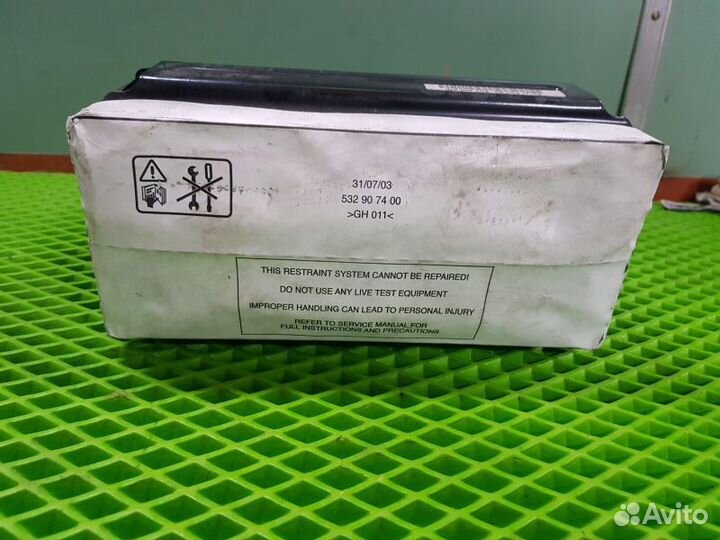 31/07/03
532 90 74 00
>GH 011<
THIS RESTRAINT SYSTEM CANNOT BE REPAIRED!
DO NOT USE ANY LIVE TEST EQUIPMENT
IMPROPER HANDLING CAN LEAD TO PERSONAL INJURY
REFER TO SERVICE MANUAL FOR
FULL INSTRUCTIONS AND PRECAUTIONS
Avito